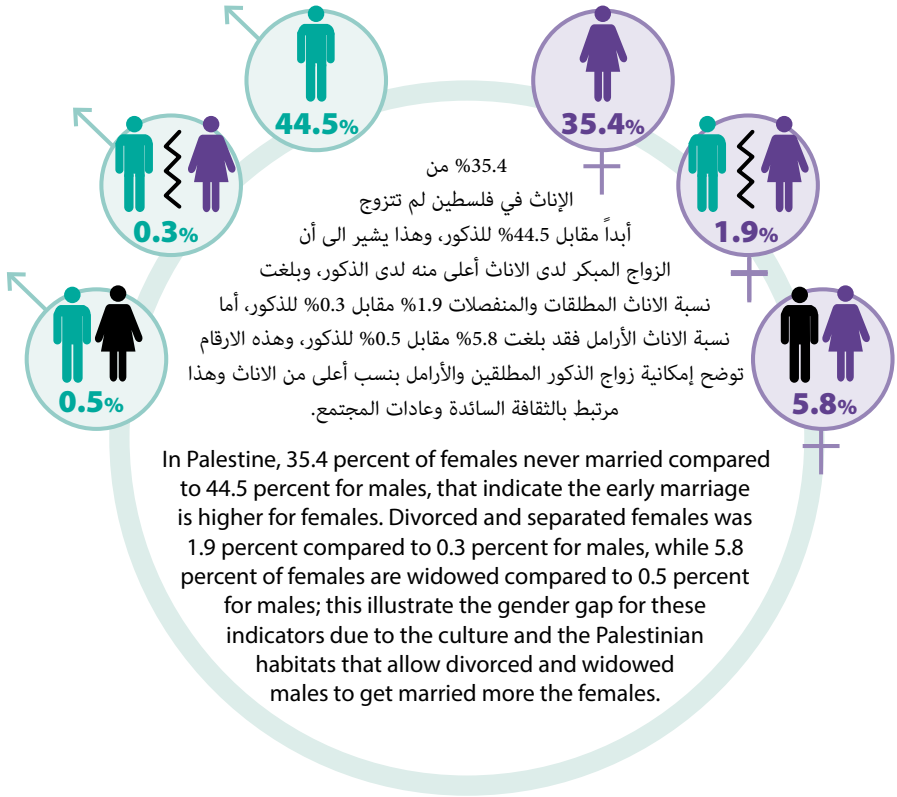 44.5%
35.4%
0.3%
1.9%
0.5%
5.8%
35.4% من
الإناث في فلسطين لم تتزوج
أبداً مقابل 44.5% للذكور، وهذا يشير الى أن
الزواج المبكر لدى الاناث أعلى منه لدى الذكور، وبلغت
نسبة الاناث المطلقات والمنفصلات 1.9% مقابل 0.3% للذكور، أما
نسبة الاناث الأرامل فقد بلغت 5.8% مقابل 0.5% للذكور، وهذه الارقام
توضح إمكانية زواج الذكور المطلقين والأرامل بنسب أعلى من الاناث وهذا
مرتبط بالثقافة السائدة وعادات المجتمع.
In Palestine, 35.4 percent of females never married compared
to 44.5 percent for males, that indicate the early marriage
is higher for females. Divorced and separated females was
1.9 percent compared to 0.3 percent for males, while 5.8
percent of females are widowed compared to 0.5 percent
for males; this illustrate the gender gap for these
indicators due to the culture and the Palestinian
habitats that allow divorced and widowed
males to get married more the females.